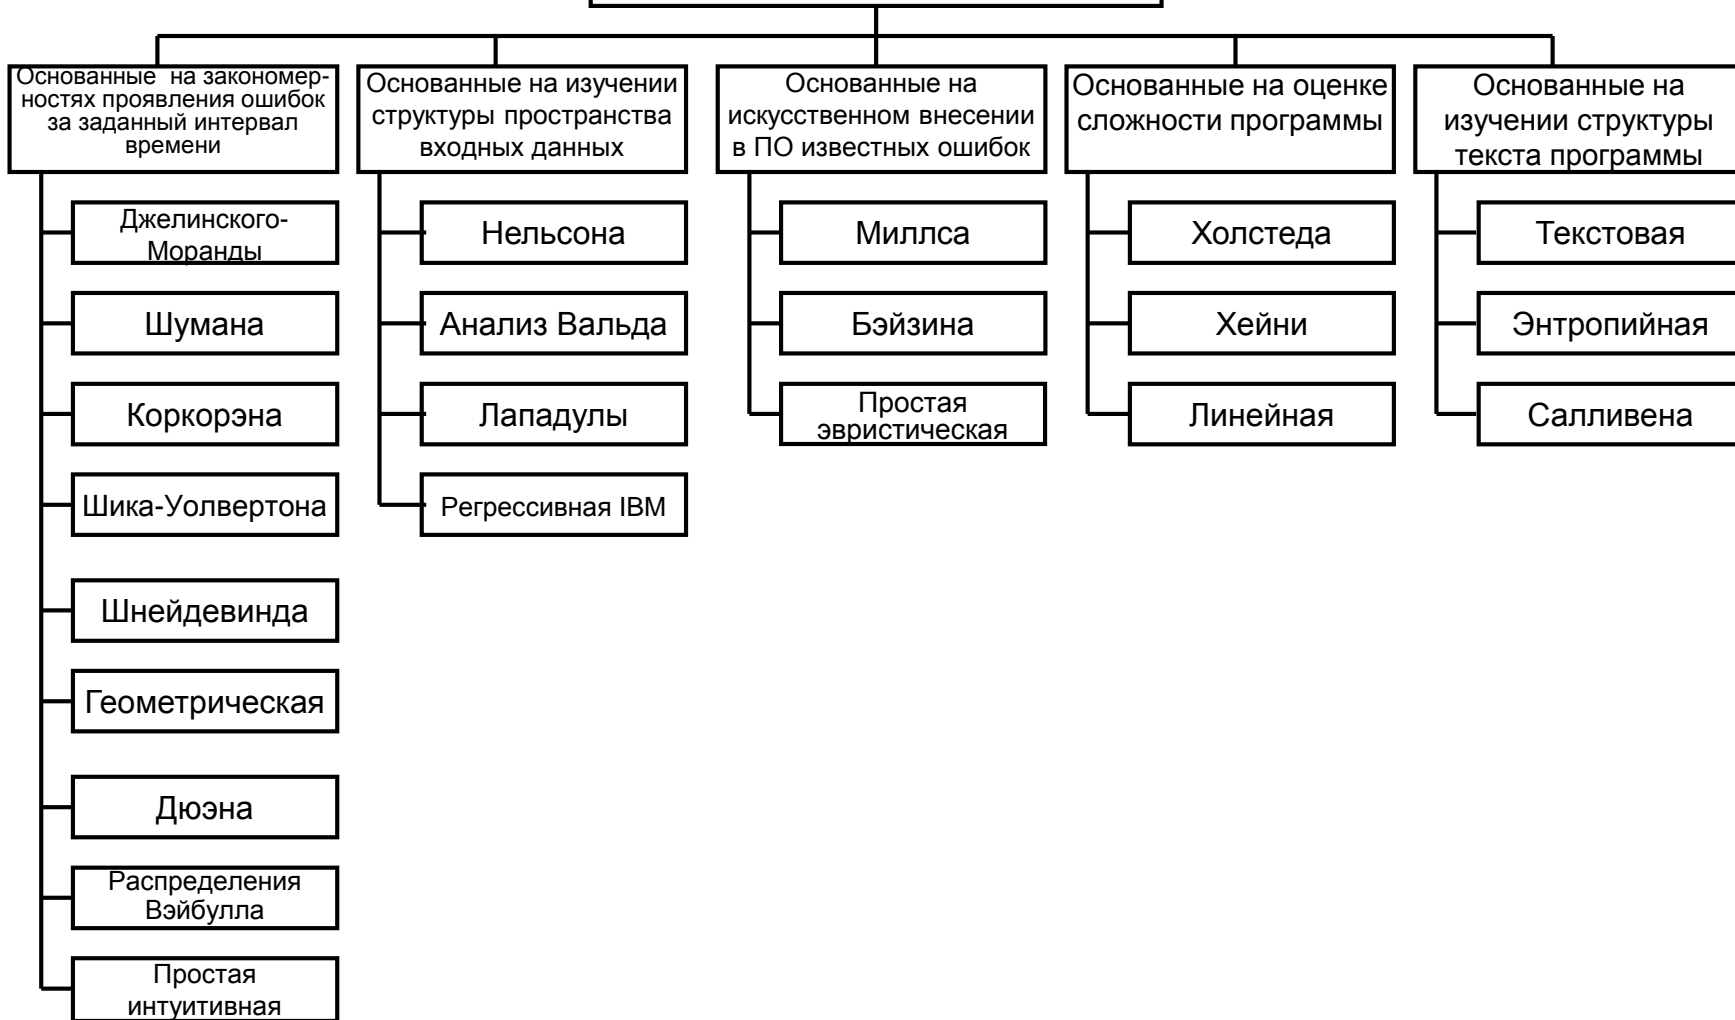 Основанные на закономер-
ностях проявления ошибок
за заданный интервал
времени
Джелинского-
Моранды
Шумана
Коркорэна
Шика-Уолвертона
Шнейдевинда
Геометрическая
Дюэна
Распределения
Вэйбулла
Простая
интуитивная
Основанные на изучении
структуры пространства
входных данных
Нельсона
Анализ Вальда
Лападулы
Регрессивная IBM
Основанные на
искусственном внесении
в ПО известных ошибок
Миллса
Бэйзина
Простая
эвристическая
Основанные на оценке
сложности программы
Холстеда
Хейни
Линейная
Основанные на
изучении структуры
текста программы
Текстовая
Энтропийная
Салливена